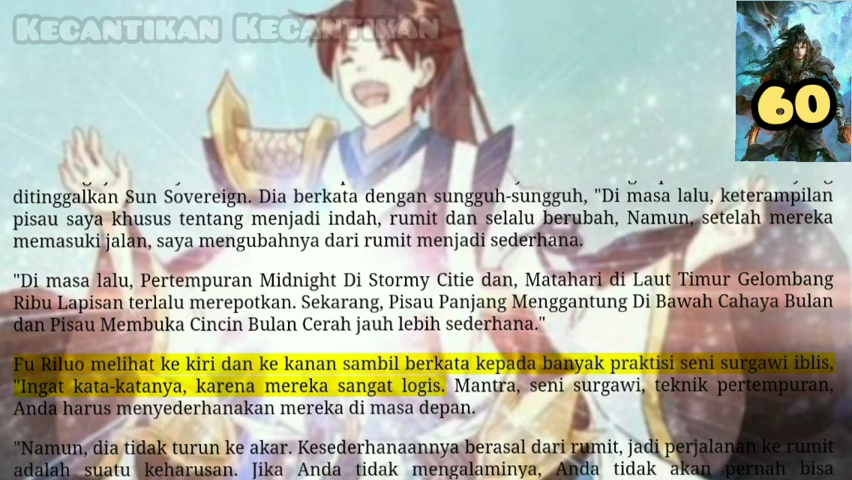 Kecantikan Kecantikan
60
ditinggalkan Sun Sovereign. Dia berkata dengan sungguh-sungguh, "Di masa lalu, keterampilan
pisau saya khusus tentang menjadi indah, rumit dan selalu berubah, Namun, setelah mereka
memasuki jalan, saya mengubahnya dari rumit menjadi sederhana.
"Di masa lalu, Pertempuran Midnight Di Stormy Citie dan, Matahari di Laut Timur Gelombang
Ribu Lapisan terlalu merepotkan. Sekarang, Pisau Panjang Menggantung Di Bawah Cahaya Bulan
dan Pisau Membuka Cincin Bulan Cerah jauh lebih sederhana."
Fu Riluo melihat ke kiri dan ke kanan sambil berkata kepada banyak praktisi seni surgawi iblis,
"Ingat kata-katanya, karena mereka sangat logis. Mantra, seni surgawi, teknik pertempuran,
Anda harus menyederhanakan mereka di masa depan.
"Namun, dia tidak turun ke akar. Kesederhanaannya berasal dari rumit, jadi perjalanan ke rumit
adalah suatu keharusan. Jika Anda tidak mengalaminya, Anda tidak akan pernah bisa